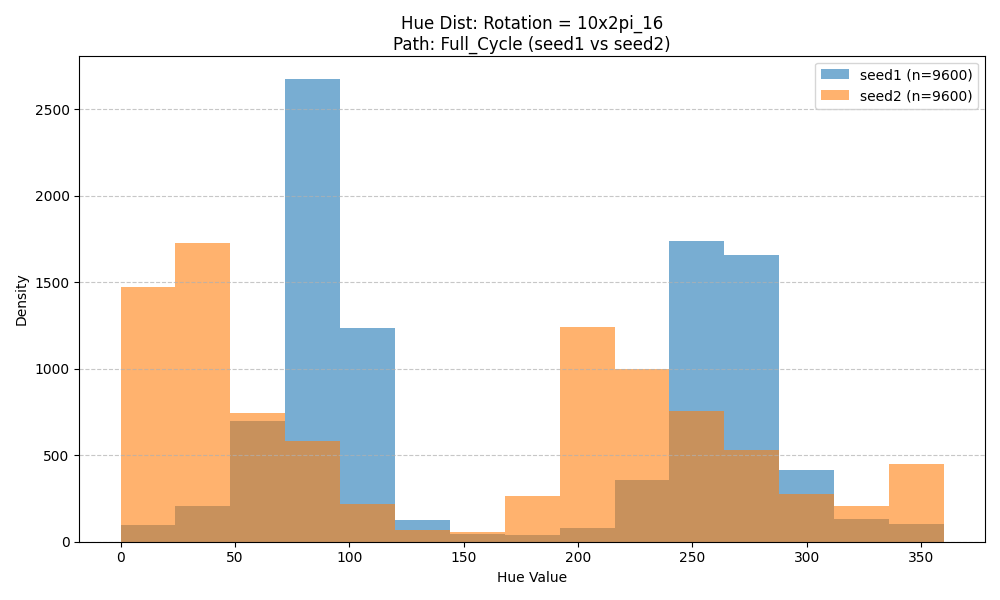 Hue Dist: Rotation = 10x2pi_16
Path: Full_Cycle (seed1 vs seed2)
seed1 (n=9600)
seed2 (n=9600)
Density
2500
2000
1500
1000
500
0
0 50 100 150 200 250 300 350
Hue Value